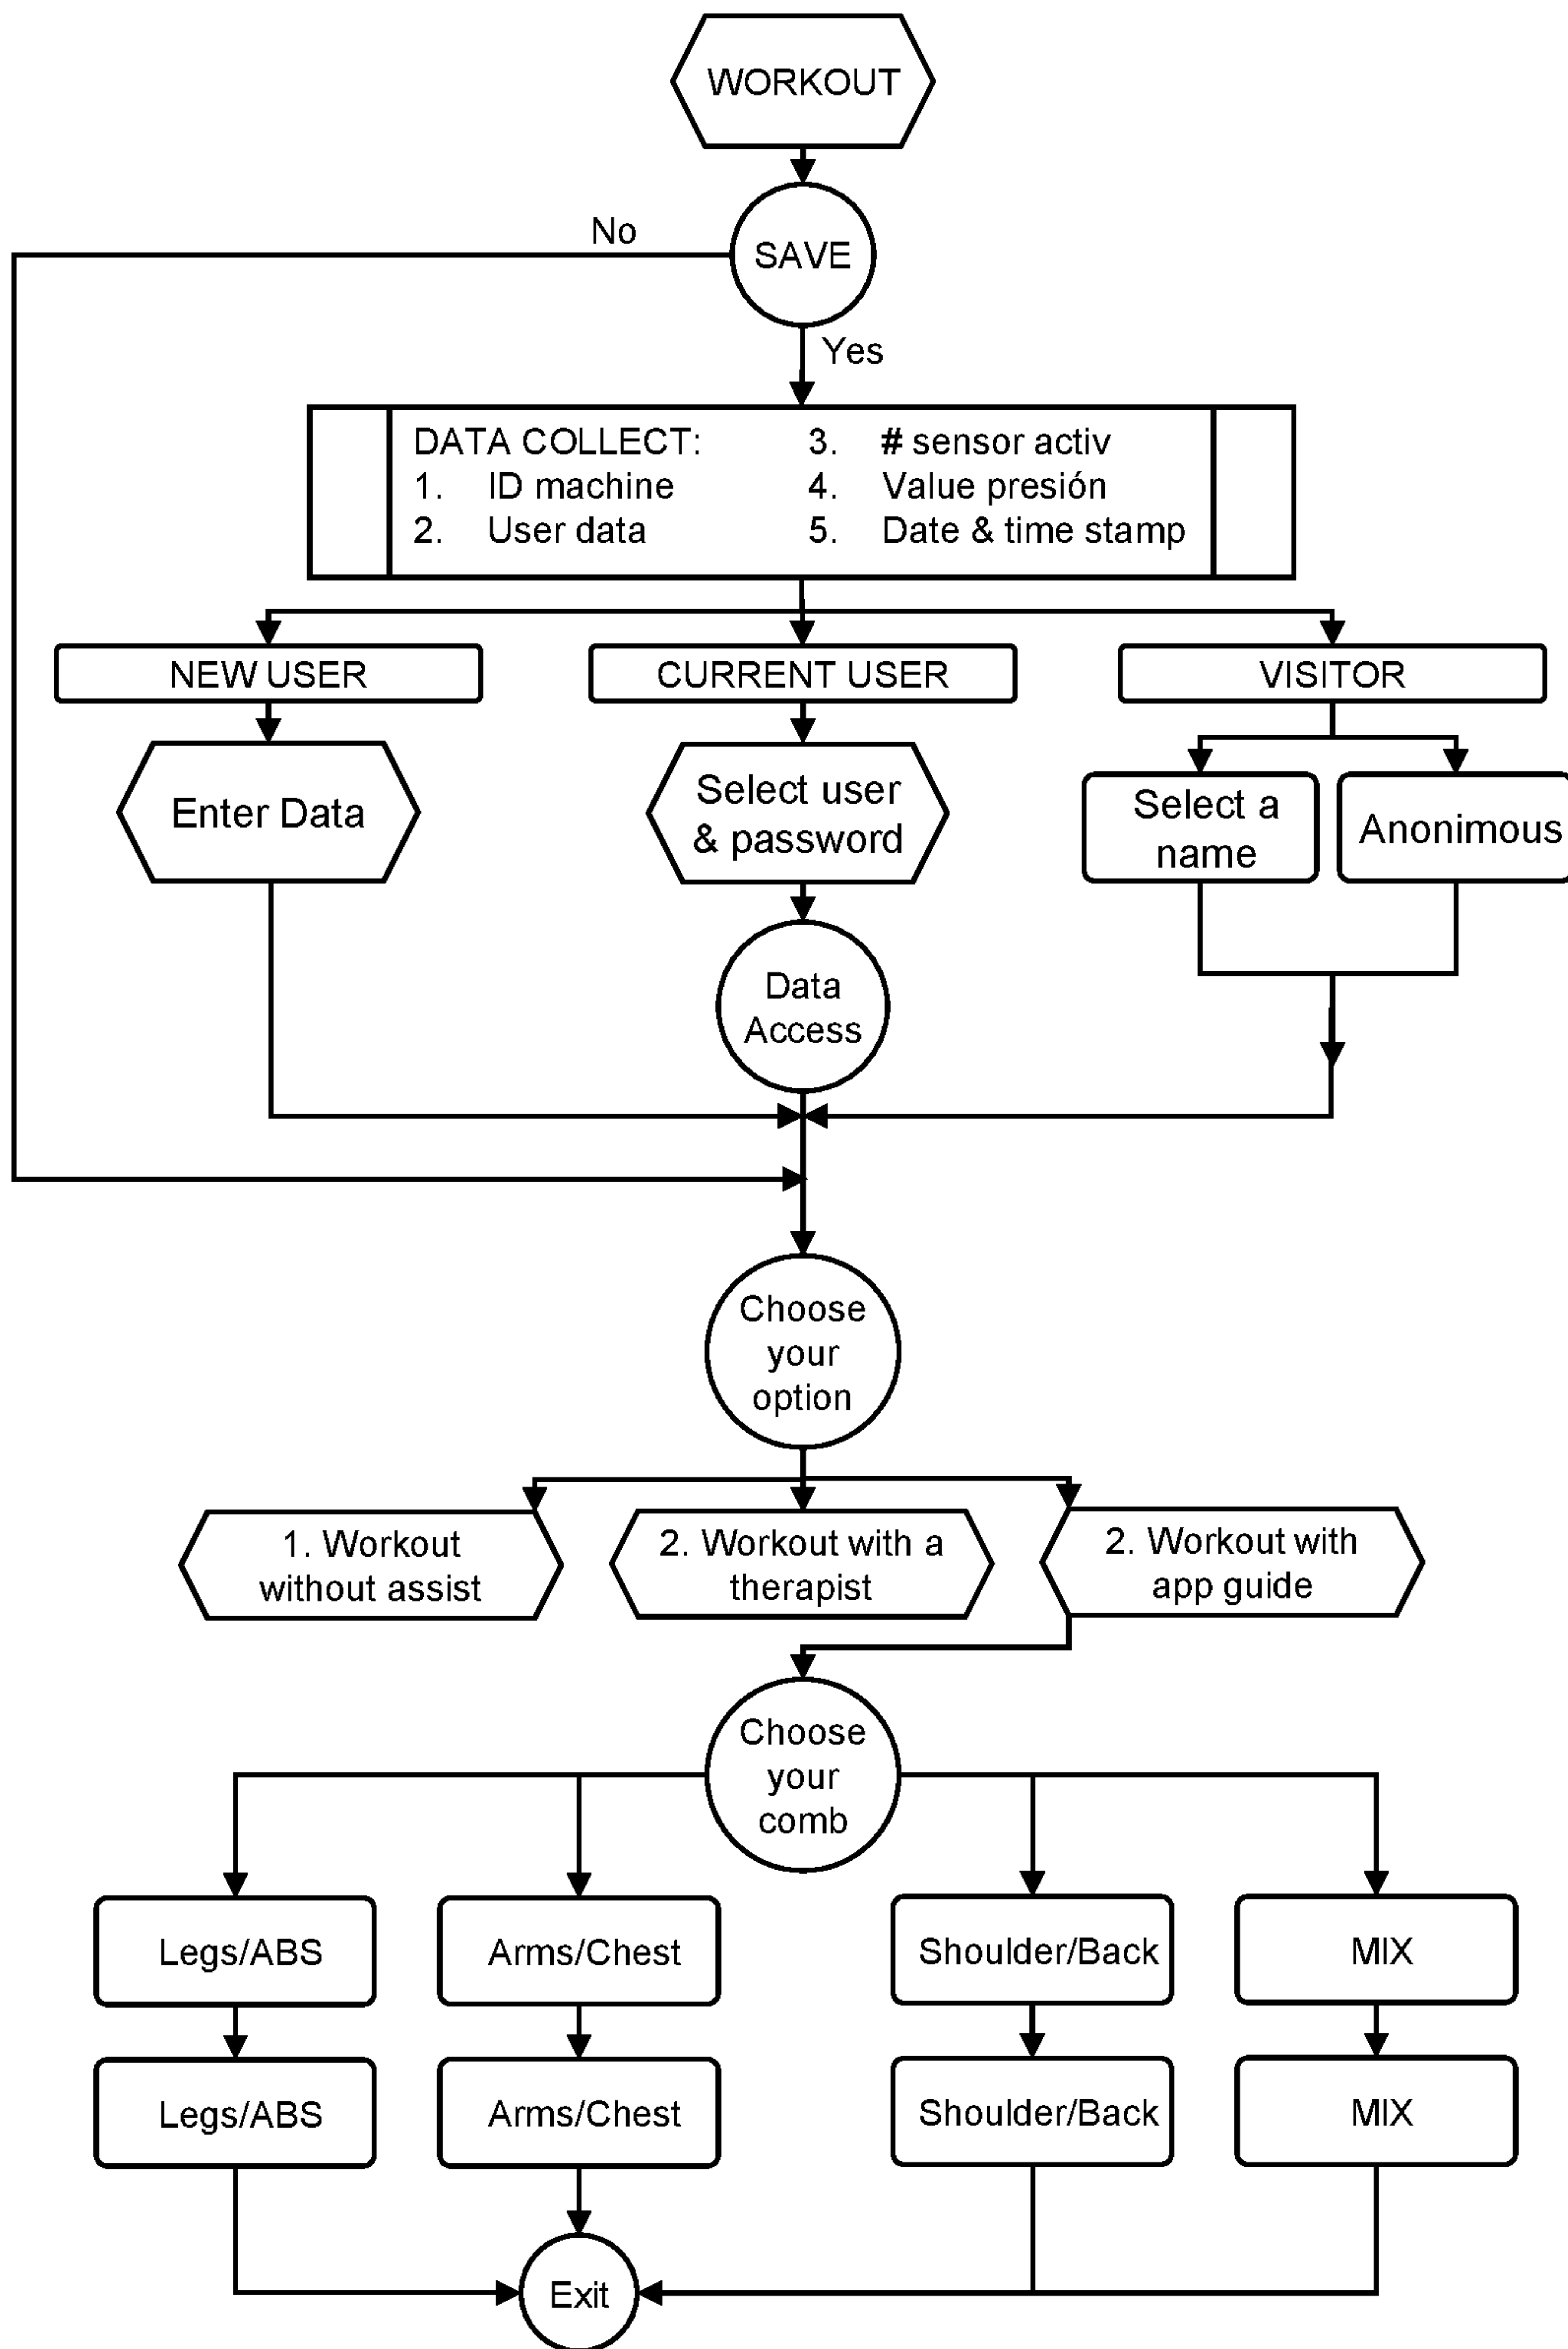 WORKOUT
No
SAVE
Yes
DATA COLLECT:
1. ID machine
2. User data
3. # sensor activ
4. Value presión
5. Date & time stamp
NEW USER
CURRENT USER
VISITOR
Enter Data
Select user
& password
Select a
name
Anonimous
Data
Access
Choose
your
option
1. Workout
without assist
2. Workout with a
therapist
2. Workout with
app guide
Choose
your
comb
Legs/ABS
Arms/Chest
Shoulder/Back
MIX
Legs/ABS
Arms/Chest
Shoulder/Back
MIX
Exit